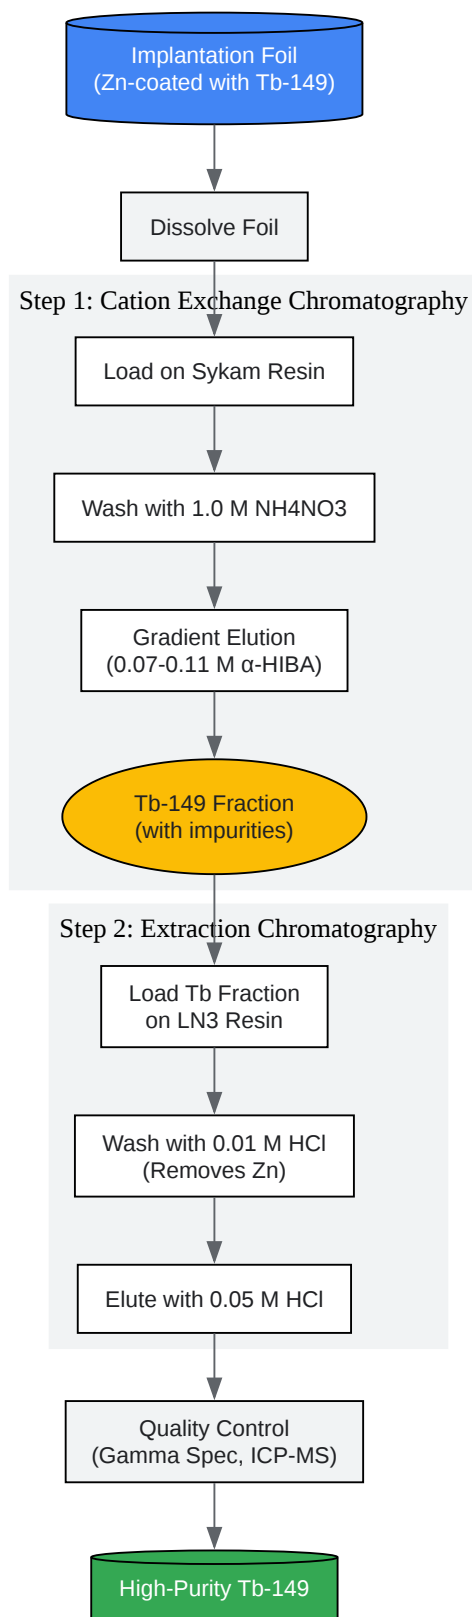 Implantation Foil
(Zn-coated with Tb-149)
Dissolve Foil
Step 1: Cation Exchange Chromatography
Load on Sykam Resin
Wash with 1.0 M NH4NO3
Gradient Elution
(0.07-0.11 M α-HIBA)
Tb-149 Fraction
(with impurities)
Step 2: Extraction Chromatography
Load Tb Fraction
on LN3 Resin
Wash with 0.01 M HCl
(Removes Zn)
Elute with 0.05 M HCl
Quality Control
(Gamma Spec, ICP-MS)
High-Purity Tb-149